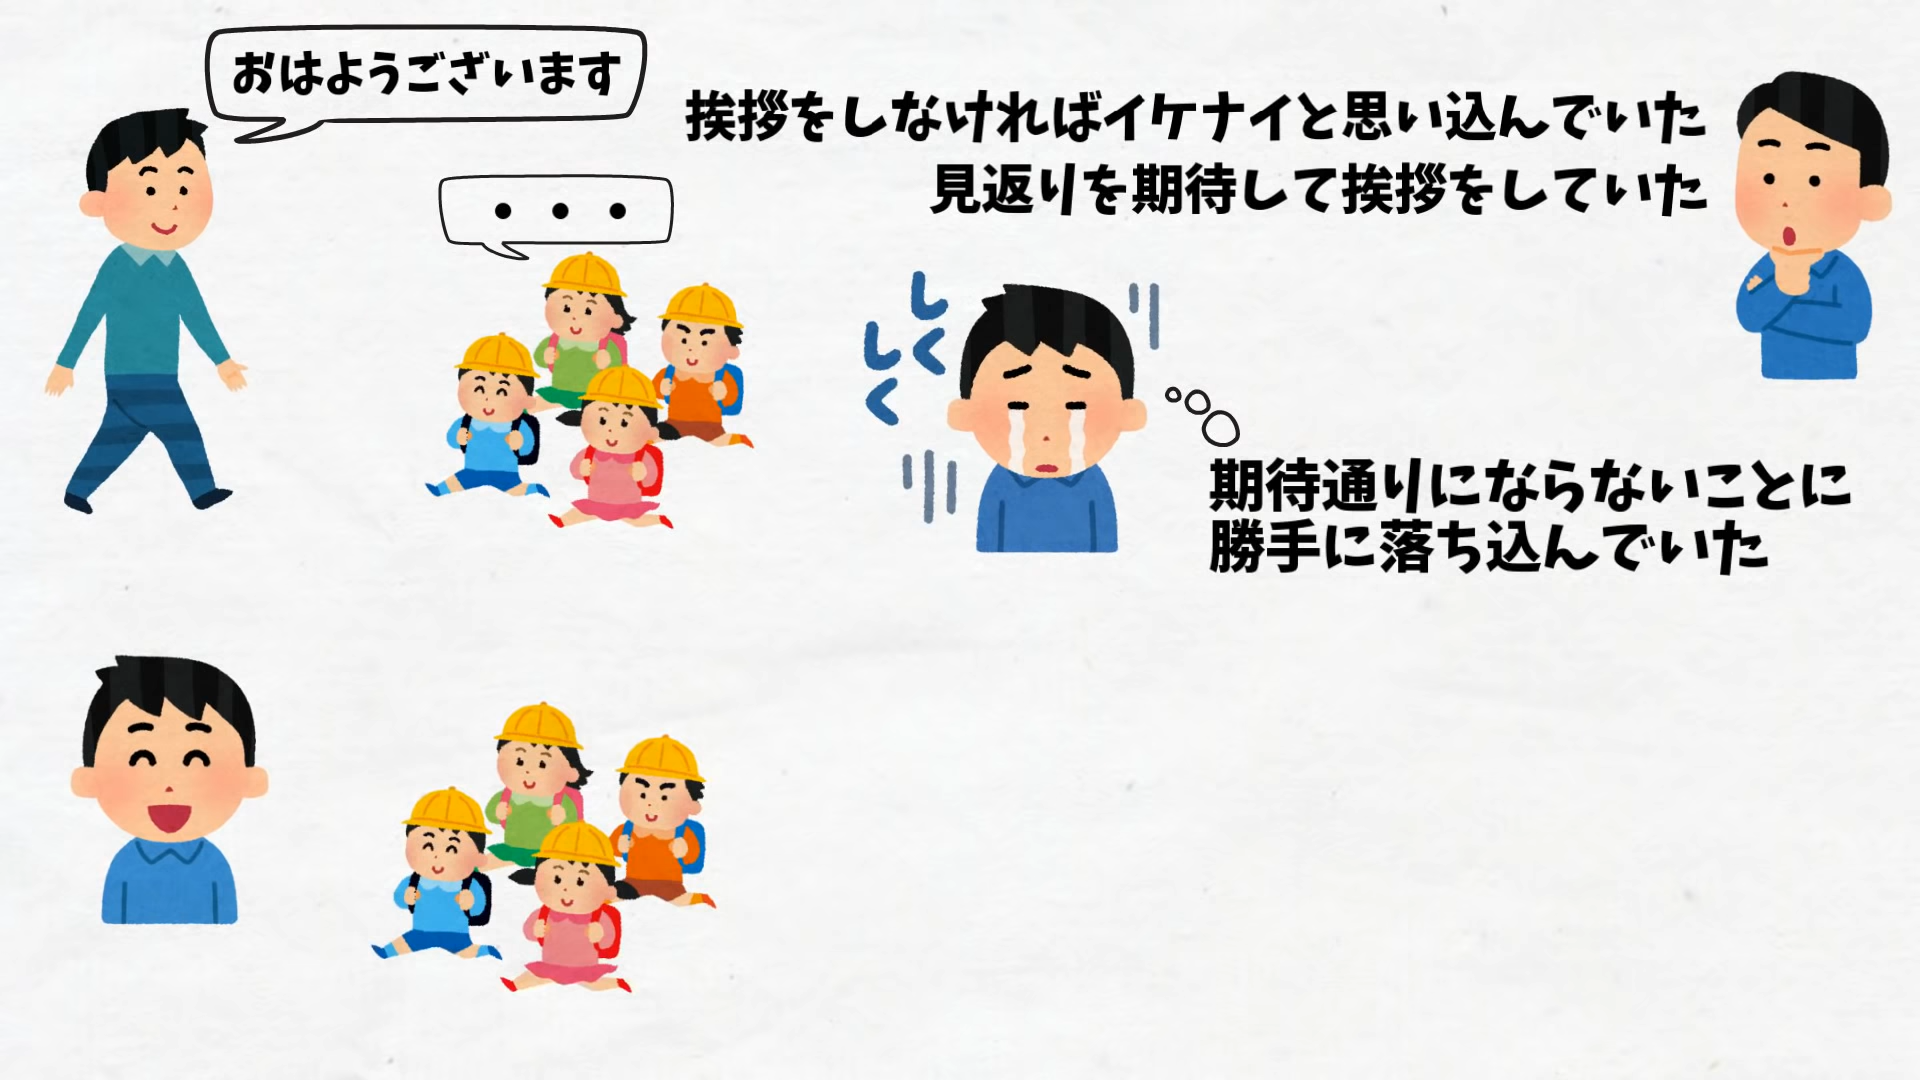 おはようございます
挨拶をしなければイケナイと思い込んでいた
見返りを期待して挨拶をしていた
・・・
しく
しく
期待通りにならないことに
勝手に落ち込んでいた